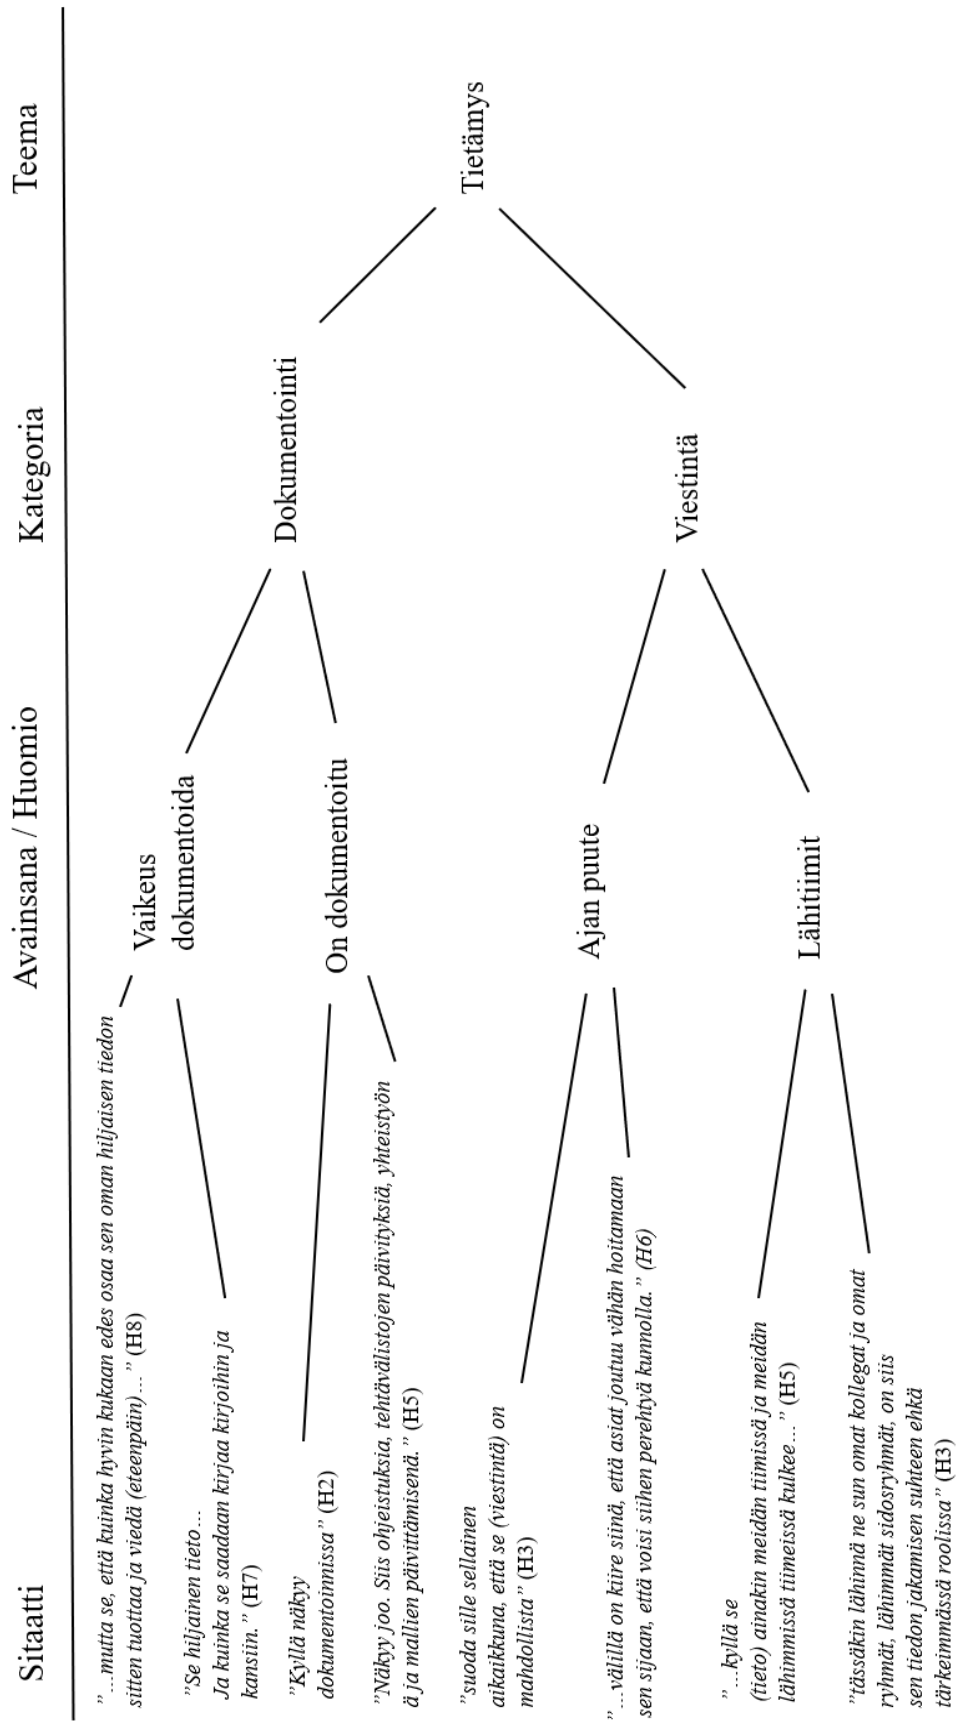 Sitaatti
Avainsana / Huomio
Kategoria
Teema
”…mutta se, että kuinka hyvin kukaan edes osaa sen oman hiljaisen tiedon
sitten tuottaa ja viedä (eteenpäin)… ” (H8)
”Se hiljainen tieto…
Ja kuinka se saadaan kirjaa kirjoihin ja
kansiin. ” (H7)
”Kyllä näkyy
dokumentoinnissa” (H2)
”Näkyy joo. Siis ohjeistuksia, tehtävälistojen päivityksiä, yhteistyön
ä ja mallien päivittämisenä. ” (H5)
”suoda sille sellainen
aikaikkuna, että se (viestintä) on
mahdollista” (H3)
”…välillä on kiire siinä, että asiat joutuu vähän hoitamaan
sen sijaan, että voisi siihen perehtyä kunnolla. ” (H6)
”…kyllä se
(tieto) ainakin meidän tiimissä ja meidän
lähimmissä tiimeissä kulkee… ” (H5)
”tässäkin lähinnä ne sun omat kollegat ja omat
ryhmät, lähimmät sidosryhmät, on siis
sen tiedon jakamisen suhteen ehkä
tärkeimmässä roolissa” (H3)
Vaikeus
dokumentoida
On dokumentoitu
Ajan puute
Lähitiimit
Dokumentointi
Viestintä
Tietämys